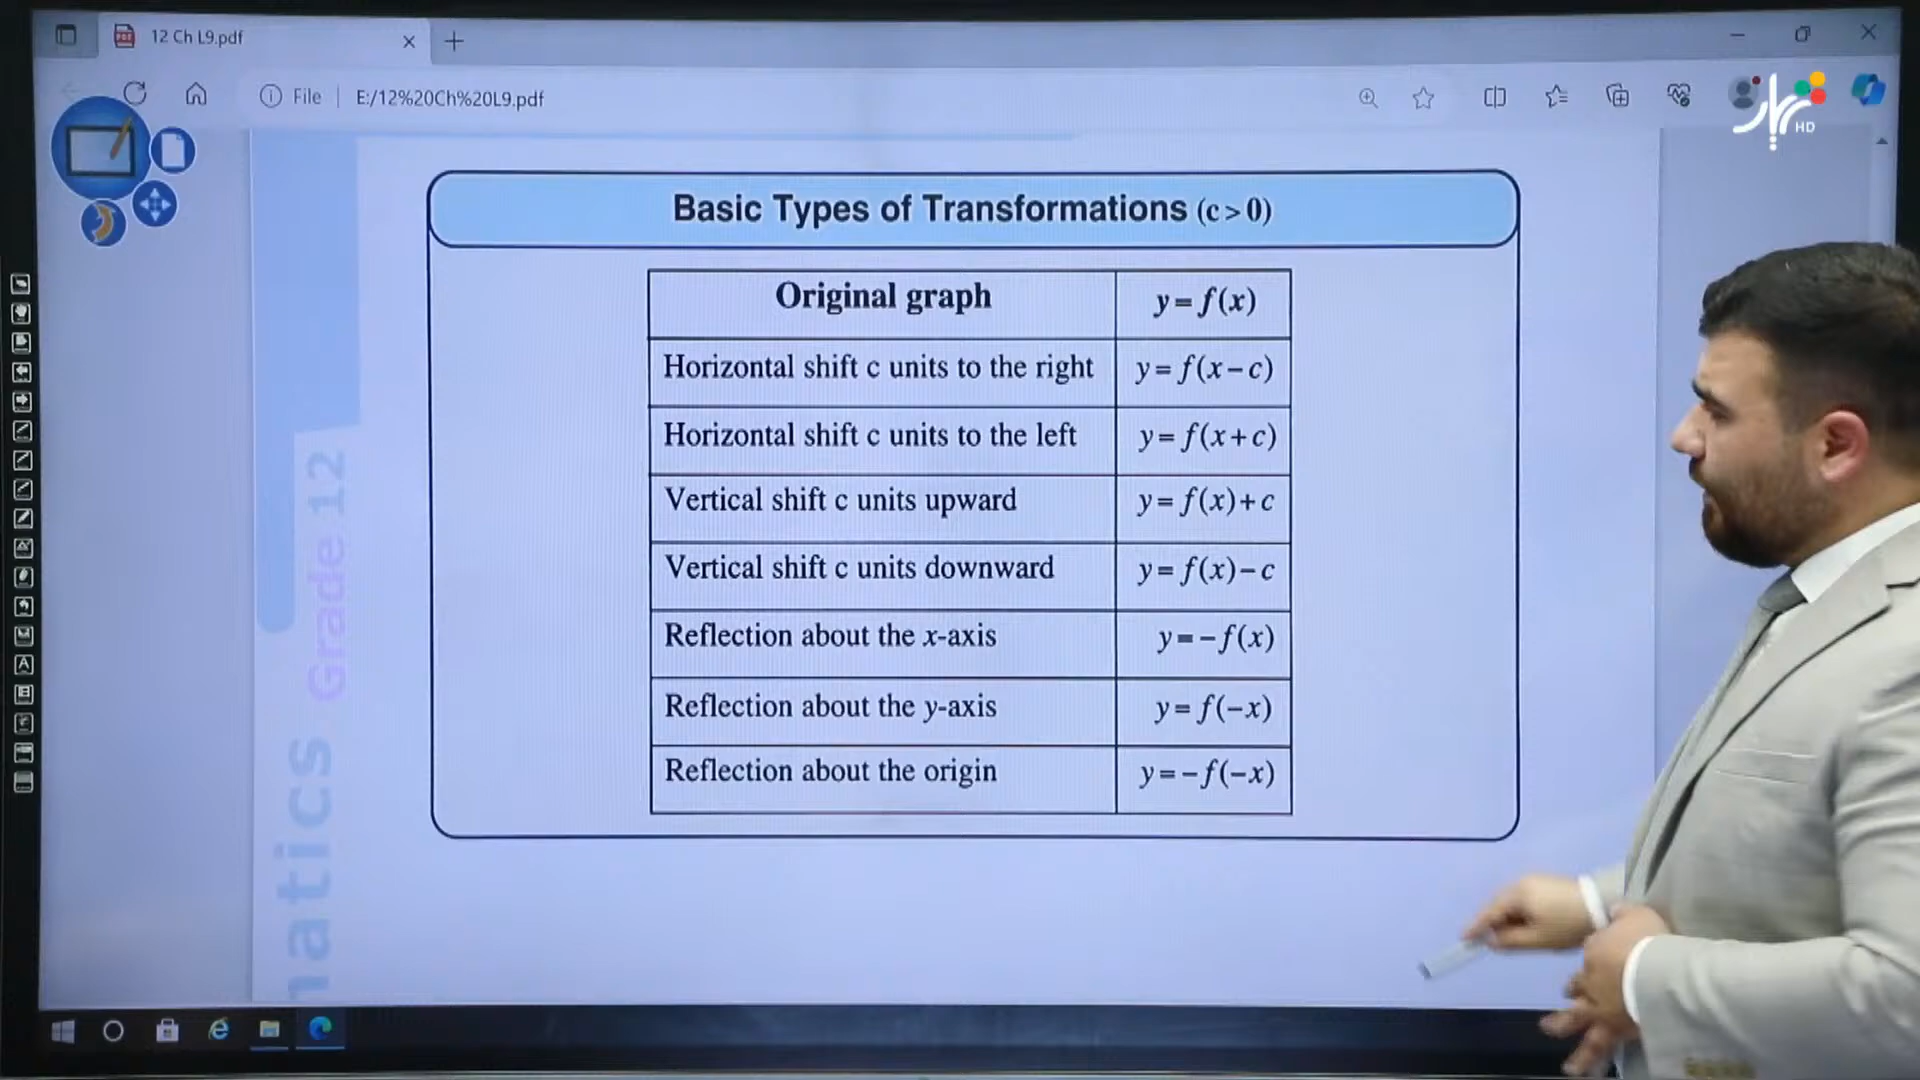 12 Ch L9.pdf
File E:/12%20Ch%20L9.pdf
HD
Basic Types of Transformations (c > 0)
Original graph y = f(x)
Horizontal shift c units to the right y = f(x − c)
Horizontal shift c units to the left y = f(x + c)
Vertical shift c units upward y = f(x) + c
Vertical shift c units downward y = f(x) − c
Reflection about the x-axis y = −f(x)
Reflection about the y-axis y = f(−x)
Reflection about the origin y = −f(−x)
matics Grade 12